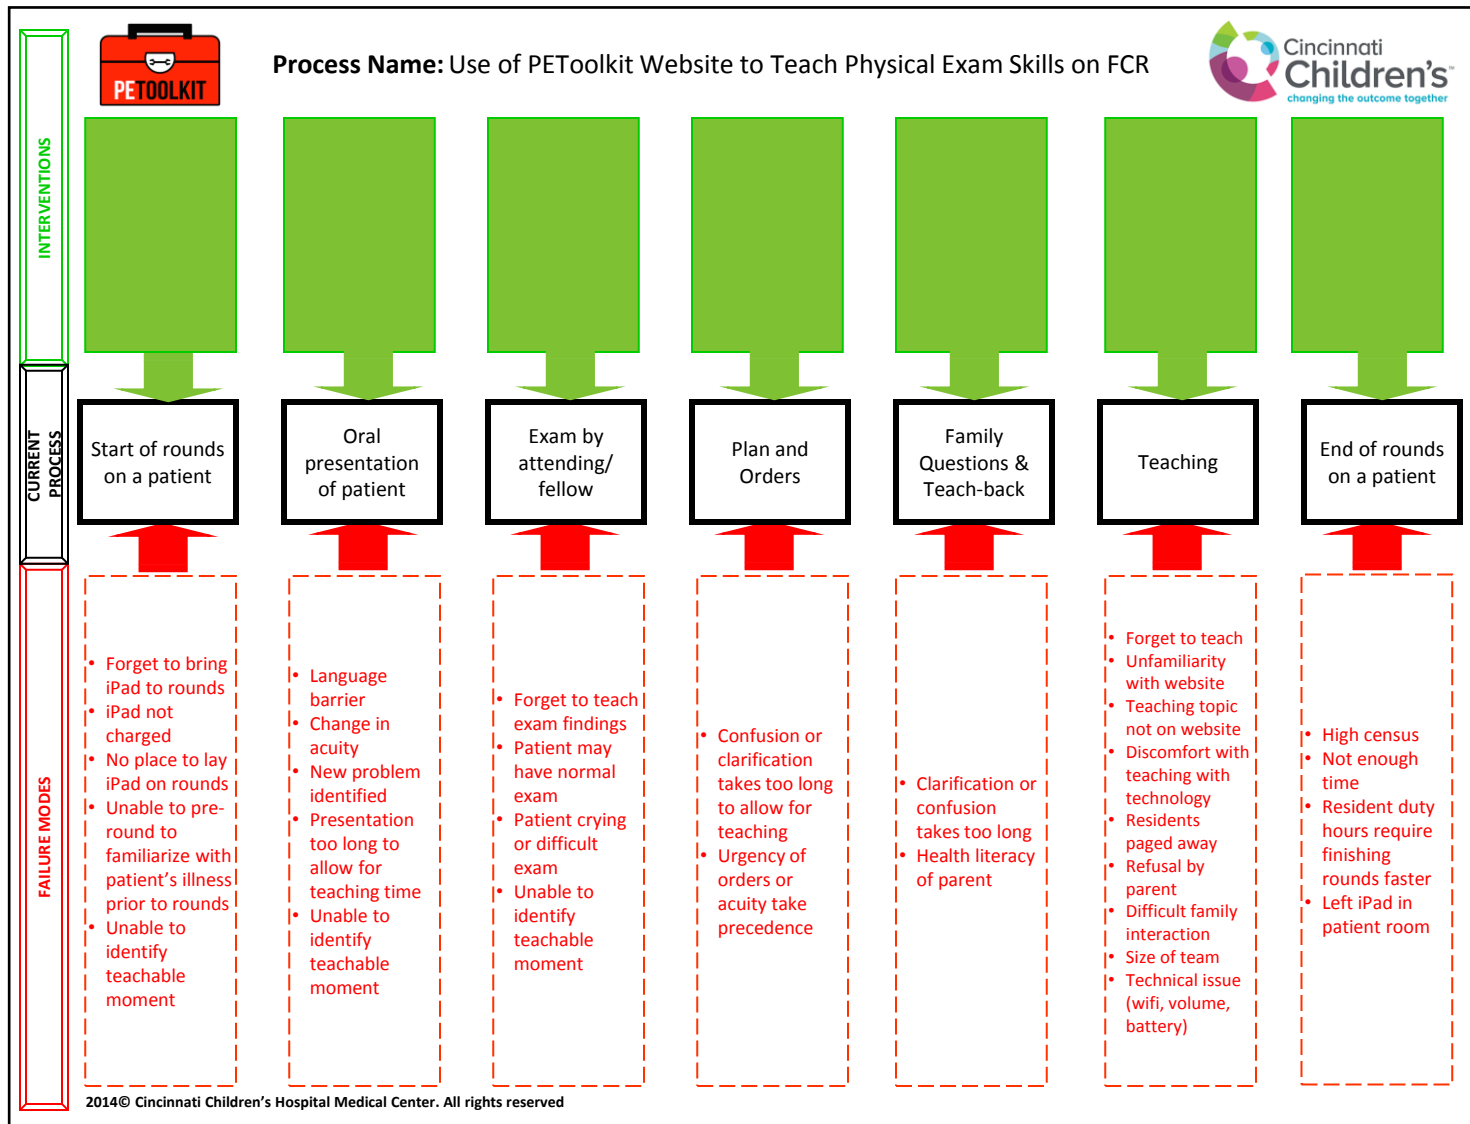 PETOOLKIT
Process Name: Use of PEToolkit Website to Teach Physical Exam Skills on FCR
Cincinnati
Children's™
changing the outcome together
INTERVENTIONS
CURRENT
PROCESS
Start of rounds
on a patient
Oral
presentation
of patient
Exam by
attending/
fellow
Plan and
Orders
Family
Questions &
Teach-back
Teaching
End of rounds
on a patient
FAILURE MODES
• Forget to bring
iPad to rounds
• iPad not
charged
• No place to lay
iPad on rounds
• Unable to pre-
round to
familiarize with
patient's illness
prior to rounds
• Unable to
identify
teachable
moment
• Language
barrier
• Change in
acuity
• New problem
identified
• Presentation
too long to
allow for
teaching time
• Unable to
identify
teachable
moment
• Forget to teach
exam findings
• Patient may
have normal
exam
• Patient crying
or difficult
exam
• Unable to
identify
teachable
moment
• Confusion or
clarification
takes too long
to allow for
teaching
• Urgency of
orders or
acuity take
precedence
• Clarification or
confusion
takes too long
• Health literacy
of parent
• Forget to teach
• Unfamiliarity
with website
• Teaching topic
not on website
• Discomfort with
teaching with
technology
• Residents
paged away
• Refusal by
parent
• Difficult family
interaction
• Size of team
• Technical issue
(wifi, volume,
battery)
• High census
• Not enough
time
• Resident duty
hours require
finishing
rounds faster
• Left iPad in
patient room
2014© Cincinnati Children's Hospital Medical Center. All rights reserved